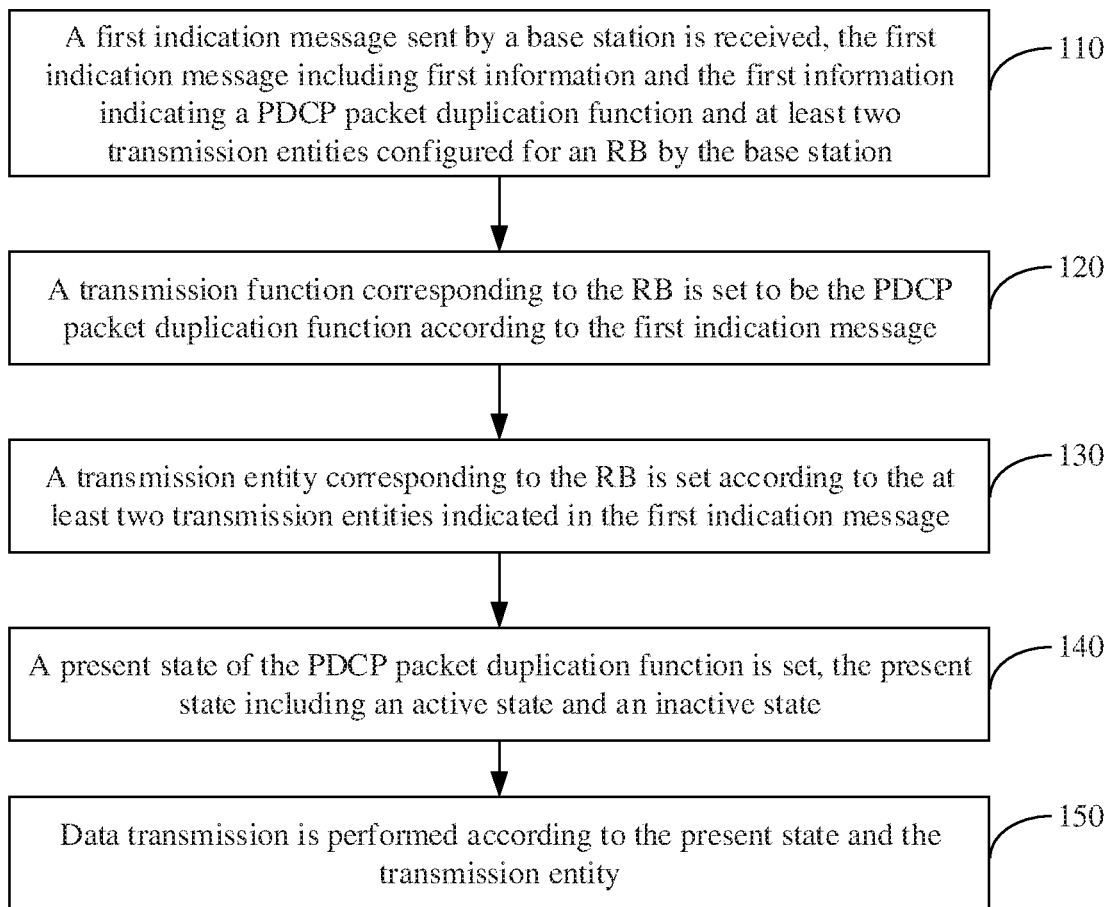 A first indication message sent by a base station is received, the first
indication message including first information and the first information
indicating a PDCP packet duplication function and at least two
transmission entities configured for an RB by the base station
110
A transmission function corresponding to the RB is set to be the PDCP
packet duplication function according to the first indication message
120
A transmission entity corresponding to the RB is set according to the at
least two transmission entities indicated in the first indication message
130
A present state of the PDCP packet duplication function is set, the present
state including an active state and an inactive state
140
Data transmission is performed according to the present state and the
transmission entity
150